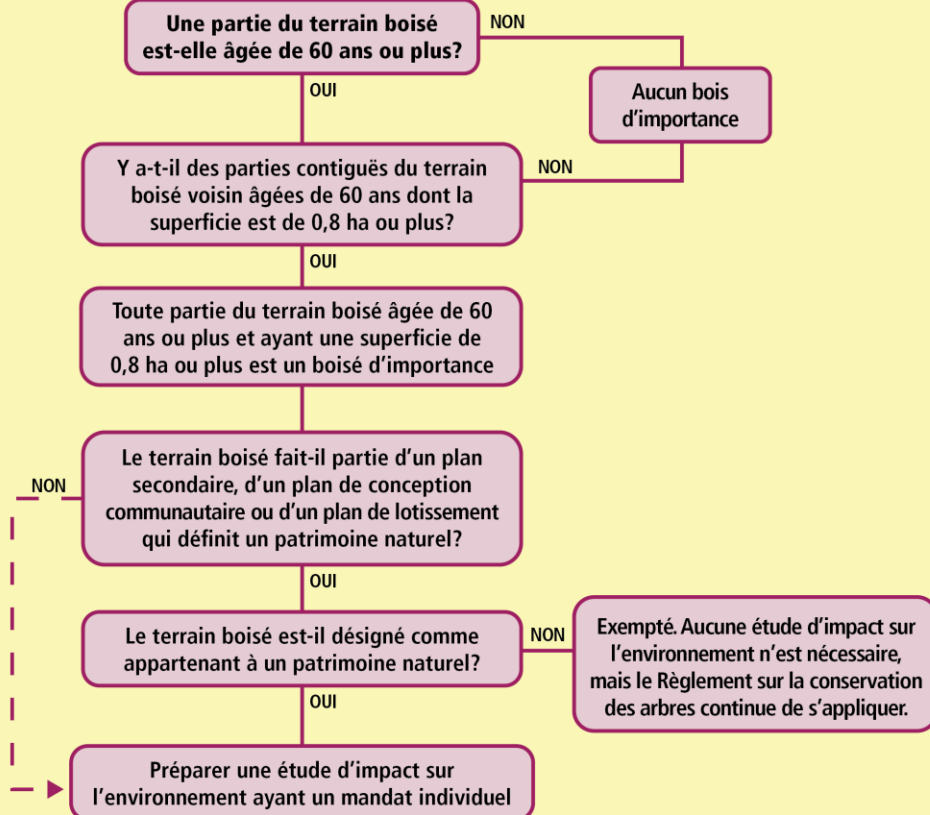 Une partie du terrain boisé
est-elle âgée de 60 ans ou plus?
NON
OUI
Aucun bois
d'importance
Y a-t-il des parties contiguës du terrain
boisé voisin âgées de 60 ans dont la
superficie est de 0,8 ha ou plus?
NON
OUI
Toute partie du terrain boisé âgée de 60
ans ou plus et ayant une superficie de
0,8 ha ou plus est un boisé d'importance
Le terrain boisé fait-il partie d'un plan
secondaire, d'un plan de conception
communautaire ou d'un plan de lotissement
qui définit un patrimoine naturel?
NON
OUI
Le terrain boisé est-il désigné comme
appartenant à un patrimoine naturel?
NON
Exempté. Aucune étude d'impact sur
l'environnement n'est nécessaire,
mais le Règlement sur la conservation
des arbres continue de s'appliquer.
OUI
Préparer une étude d'impact sur
l'environnement ayant un mandat individuel